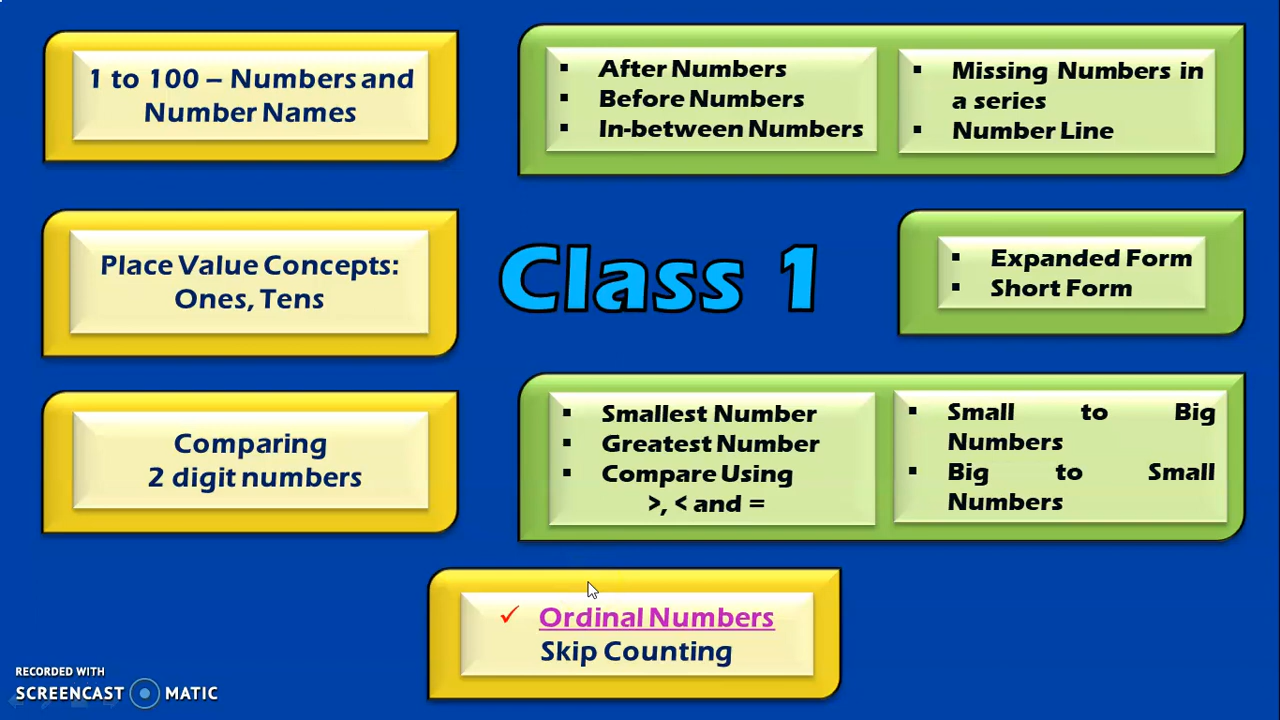 1 to 100 – Numbers and
Number Names
▪ After Numbers
▪ Before Numbers
▪ In-between Numbers
▪ Missing Numbers in
a series
▪ Number Line
Place Value Concepts:
Ones, Tens
Class 1
▪ Expanded Form
▪ Short Form
Comparing
2 digit numbers
▪ Smallest Number
▪ Greatest Number
▪ Compare Using
>, < and =
▪ Small to Big
Numbers
▪ Big to Small
Numbers
✓ Ordinal Numbers
Skip Counting
RECORDED WITH
SCREENCAST MATIC